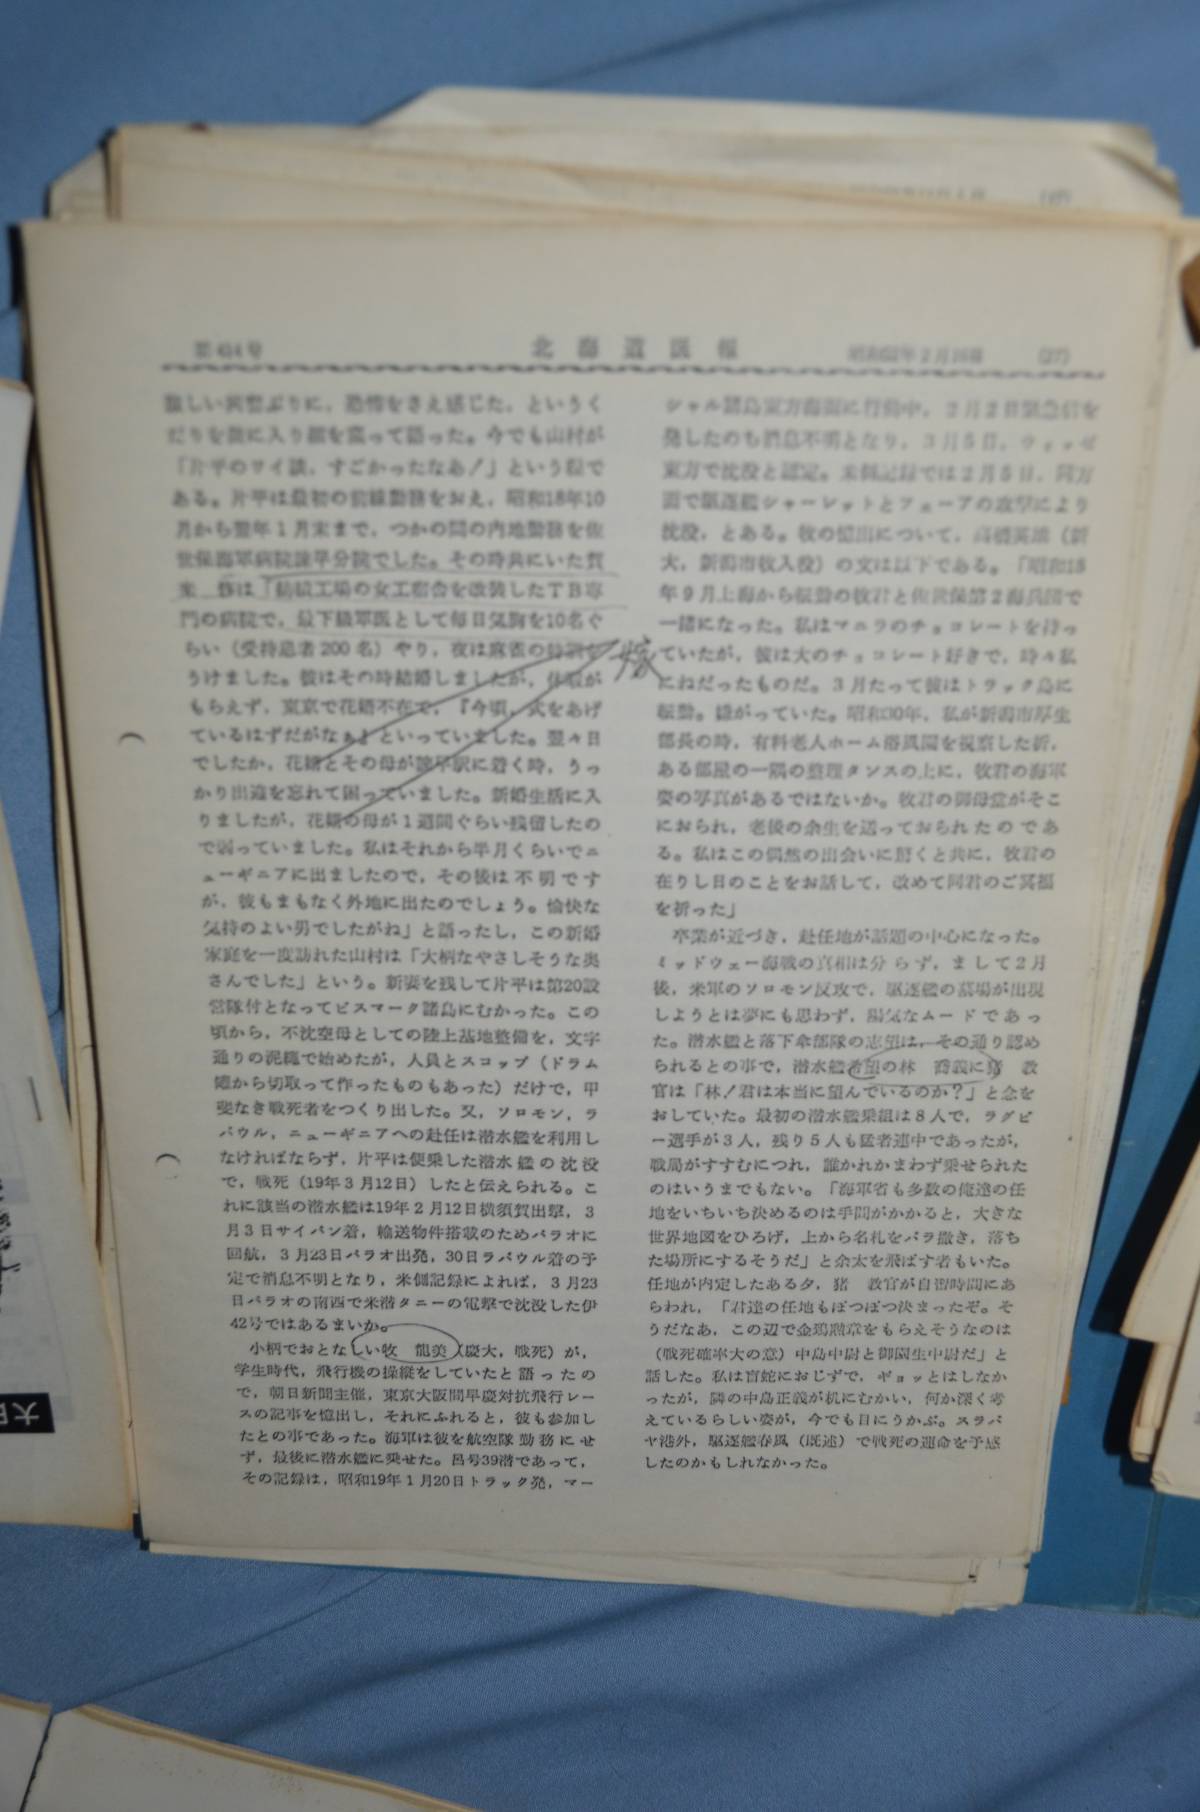 第454号
北海道医報
昭和52年2月16日
(27)
激しい
ぶりに，恐怖をさえ感じた，というく
だりを
に入り
を
って語った。今でも山村が
「片平のサイ談，すごかったなあ！」という
で
ある。片平は最初の前線勤務をおえ，昭和18年10
月から翌年1月末まで，つかの間の内地勤務を佐
世保海軍病院諫早分院でした。その時共にいた賀
来　
は「紡績工場の女工宿舎を改装したTB専
門の病院で，最下級軍医として毎日気胸を10名ぐ
らい（受持患者200名）やり，夜は麻雀の特訓を
うけました。彼はその時結婚しましたが，休暇が
もらえず，東京で花婿不在で，『今頃，式をあげ
ているはずだがなぁ』といっていました。翌々日
でしたか，花婿とその母が諫早駅に着く時，うっ
かり出迎を忘れて困っていました。新婚生活に入
りましたが，花婿の母が1週間ぐらい残留したの
で弱っていました。私はそれから半月くらいでニ
ューギニアに出ましたので，その後は不明です
が，彼もまもなく外地に出たのでしょう。愉快な
気持のよい男でしたがね」と語ったし，この新婚
家庭を一度訪れた山村は「大柄なやさしそうな奥
さんでした」という。新妻を残して片平は第20設
営隊付となってビスマーク諸島にむかった。この
頃から，不沈空母としての陸上基地整備を，文字
通りの泥縄で始めたが，人員とスコップ（ドラム
罐から切取って作ったものもあった）だけで，甲
斐なき戦死者をつくり出した。又，ソロモン，ラ
バウル，ニューギニアへの赴任は潜水艦を利用し
なければならず，片平は便乗した潜水艦の沈没
で，戦死（19年3月12日）したと伝えられる。こ
れに該当の潜水艦は19年2月12日横須賀出撃，3
月3日サイパン着，輸送物件搭載のためパラオに
回航，3月23日パラオ出発，30日ラバウル着の予
定で消息不明となり，米側記録によれば，3月23
日パラオの南西で米潜タニーの電撃で沈没した伊
42号ではあるまいか。
小柄でおとなしい牧　龍美（慶大，戦死）が，
学生時代，飛行機の操縦をしていたと語ったの
で，朝日新聞主催，東京大阪間早慶対抗飛行レー
スの記事を憶出し，それにふれると，彼も参加し
たとの事であった。海軍は彼を航空隊勤務にせ
ず，最後に潜水艦に乗せた。呂号39潜であって，
その記録は，昭和19年1月20日トラック発，マー
嫁
シャル諸島東方海面に行動中，2月2日緊急信を
発したのも消息不明となり，3月5日，ウォッゼ
東方で沈没と認定。米側記録では2月5日，同方
面で駆逐艦シャーレットとフェーアの攻撃により
沈没，とある。牧の憶出について，高橋英雄（新
大，新潟市収入役）の文は以下である。「昭和18
年9月上海から転勤の牧君と佐世保第2海兵団で
一緒になった。私はマニラのチョコレートを持っ
ていたが，彼は大のチョコレート好きで，時々私
にねだったものだ。3月たって彼はトラック島に
転勤。嫌がっていた。昭和30年，私が新潟市厚生
部長の時，有料老人ホーム浴風園を視察した折，
ある部屋の一隅の整理タンスの上に，牧君の海軍
姿の写真があるではないか。牧君の御母堂がそこ
におられ，老後の余生を送っておられたのであ
る。私はこの偶然の出会いに驚くと共に，牧君の
在りし日のことをお話して，改めて同君のご冥福
を祈った」
卒業が近づき，赴任地が話題の中心になった。
ミッドウェー海戦の真相は分らず，まして2月
後，米軍のソロモン反攻で，駆逐艦の墓場が出現
しようとは夢にも思わず，陽気なムードであっ
た。潜水艦と落下傘部隊の志望は，その通り認め
られるとの事で，潜水艦希望の林　喬義に猪　教
官は「林！君は本当に望んでいるのか？」と念を
おしていた。最初の潜水艦乗組は8人で，ラグビ
ー選手が3人，残り5人も猛者連中であったが，
戦局がすすむにつれ，誰かれかまわず乗せられた
のはいうまでもない。「海軍省も多数の俺達の任
地をいちいち決めるのは手間がかかると，大きな
世界地図をひろげ，上から名札をバラ撒き，落ち
た場所にするそうだ」と余太を飛ばす者もいた。
任地が内定したある夕，猪　教官が自習時間にあ
らわれ，「君達の任地もぼつぼつ決まったぞ。そ
うだなあ，この辺で金鵄勲章をもらえそうなのは
（戦死確率大の意）中島中尉と御園生中尉だ」と
話した。私は盲蛇におじずで，ギョッとはしなか
ったが，隣の中島正義が机にむかい，何か深く考
えているらしい姿が，今でも目にうかぶ。スラバ
ヤ港外，駆逐艦春風（既述）で戦死の運命を予感
したのかもしれなかった。